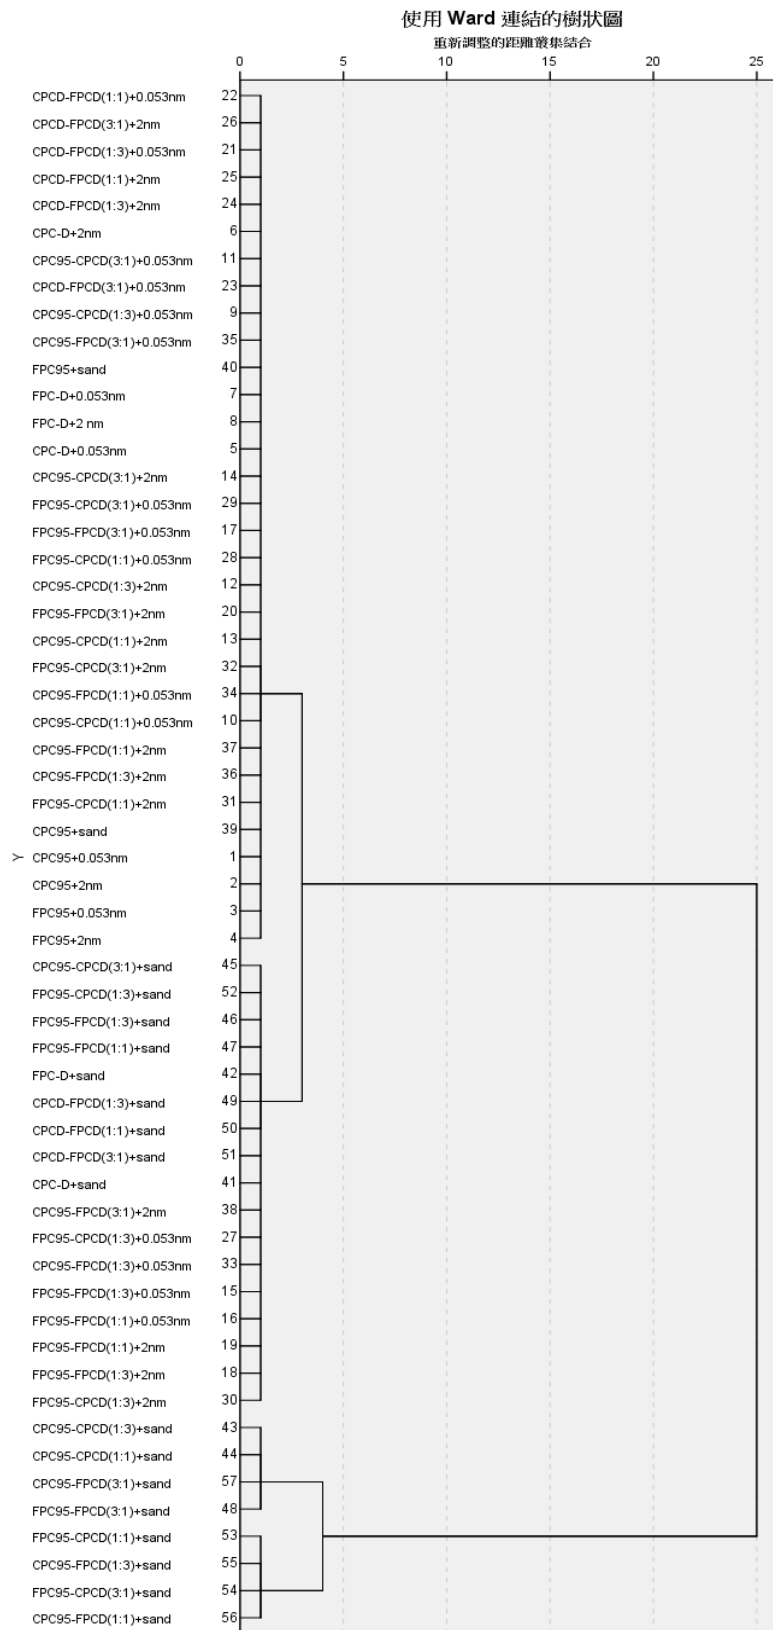 使用 Ward 連結的樹狀圖
重新調整的距離叢集結合
0 5 10 15 20 25
CPCD-FPCD(1:1)+0.053nm 22
CPCD-FPCD(3:1)+2nm 26
CPCD-FPCD(1:3)+0.053nm 21
CPCD-FPCD(1:1)+2nm 25
CPCD-FPCD(1:3)+2nm 24
CPC-D+2nm 6
CPC95-CPCD(3:1)+0.053nm 11
CPCD-FPCD(3:1)+0.053nm 23
CPC95-CPCD(1:3)+0.053nm 9
CPC95-FPCD(3:1)+0.053nm 35
FPC95+sand 40
FPC-D+0.053nm 7
FPC-D+2 nm 8
CPC-D+0.053nm 5
CPC95-CPCD(3:1)+2nm 14
FPC95-CPCD(3:1)+0.053nm 29
FPC95-FPCD(3:1)+0.053nm 17
FPC95-CPCD(1:1)+0.053nm 28
CPC95-CPCD(1:3)+2nm 12
FPC95-FPCD(3:1)+2nm 20
CPC95-CPCD(1:1)+2nm 13
FPC95-CPCD(3:1)+2nm 32
CPC95-FPCD(1:1)+0.053nm 34
CPC95-CPCD(1:1)+0.053nm 10
CPC95-FPCD(1:1)+2nm 37
CPC95-FPCD(1:3)+2nm 36
FPC95-CPCD(1:1)+2nm 31
CPC95+sand 39
Y CPC95+0.053nm 1
CPC95+2nm 2
FPC95+0.053nm 3
FPC95+2nm 4
CPC95-CPCD(3:1)+sand 45
FPC95-CPCD(1:3)+sand 52
FPC95-FPCD(1:3)+sand 46
FPC95-FPCD(1:1)+sand 47
FPC-D+sand 42
CPCD-FPCD(1:3)+sand 49
CPCD-FPCD(1:1)+sand 50
CPCD-FPCD(3:1)+sand 51
CPC-D+sand 41
CPC95-FPCD(3:1)+2nm 38
FPC95-CPCD(1:3)+0.053nm 27
CPC95-FPCD(1:3)+0.053nm 33
FPC95-FPCD(1:3)+0.053nm 15
FPC95-FPCD(1:1)+0.053nm 16
FPC95-FPCD(1:1)+2nm 19
FPC95-FPCD(1:3)+2nm 18
FPC95-CPCD(1:3)+2nm 30
CPC95-CPCD(1:3)+sand 43
CPC95-CPCD(1:1)+sand 44
CPC95-FPCD(3:1)+sand 57
FPC95-FPCD(3:1)+sand 48
FPC95-CPCD(1:1)+sand 53
CPC95-FPCD(1:3)+sand 55
FPC95-CPCD(3:1)+sand 54
CPC95-FPCD(1:1)+sand 56